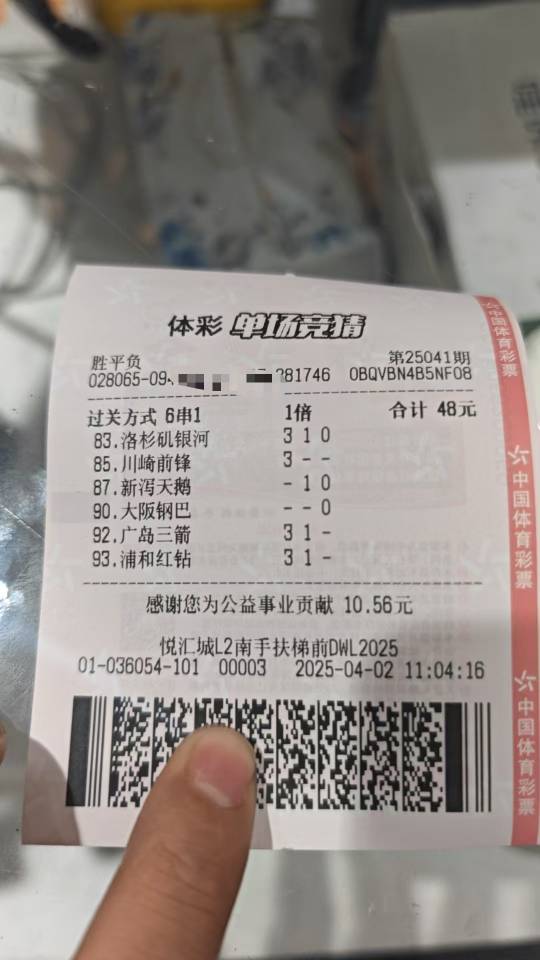 体彩 单场竞猜
胜平负 第25041期
028065-09 281746 0BQVBN4B5NF08
过关方式 6串1 1倍 合计 48元
83.洛杉矶银河 3 1 0
85.川崎前锋 3 - -
87.新泻天鹅 - 1 0
90.大阪钢巴 - - 0
92.广岛三箭 3 1 -
93.浦和红钻 3 1 -
感谢您为公益事业贡献 10.56元
悦汇城L2南手扶梯前DWL2025
01-036054-101 00003 2025-04-02 11:04:16
中国体育彩票
中国体育彩票
中国体育彩票